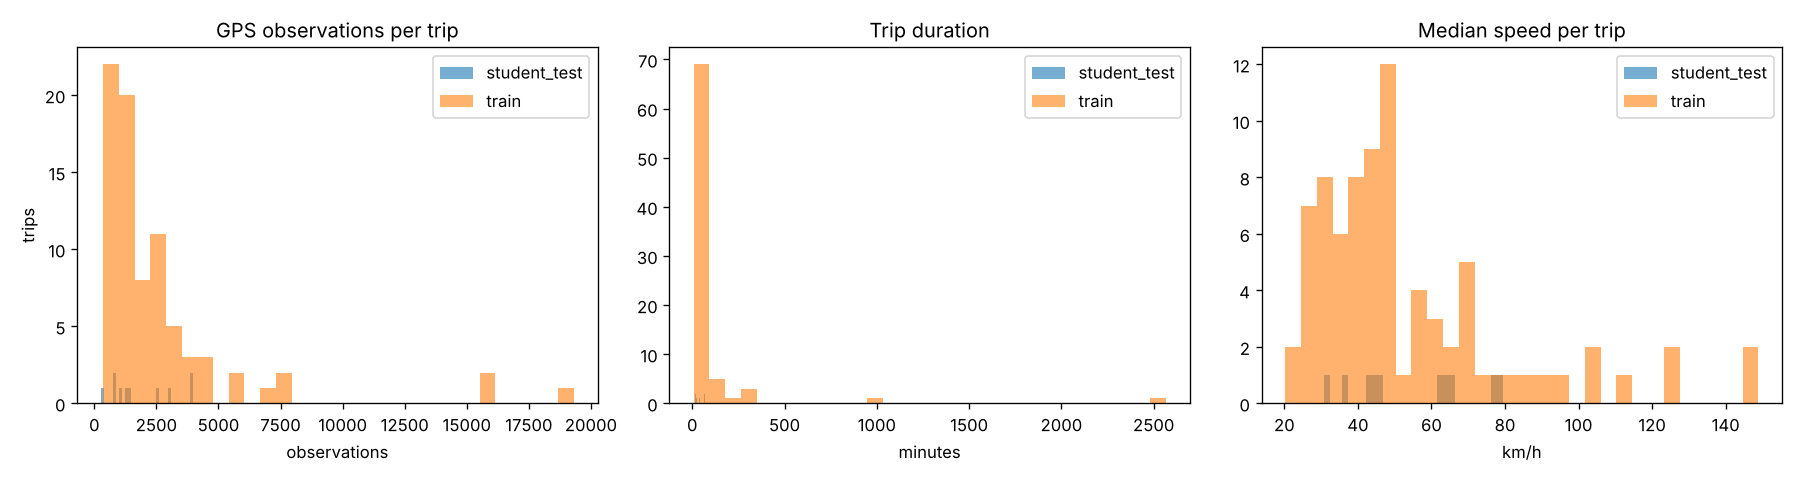 GPS observations per trip
student_test
train
20
15
10
5
0
trips
0 2500 5000 7500 10000 12500 15000 17500 20000
observations
Trip duration
student_test
train
70
60
50
40
30
20
10
0
0 500 1000 1500 2000 2500
minutes
Median speed per trip
student_test
train
12
10
8
6
4
2
0
20 40 60 80 100 120 140
km/h